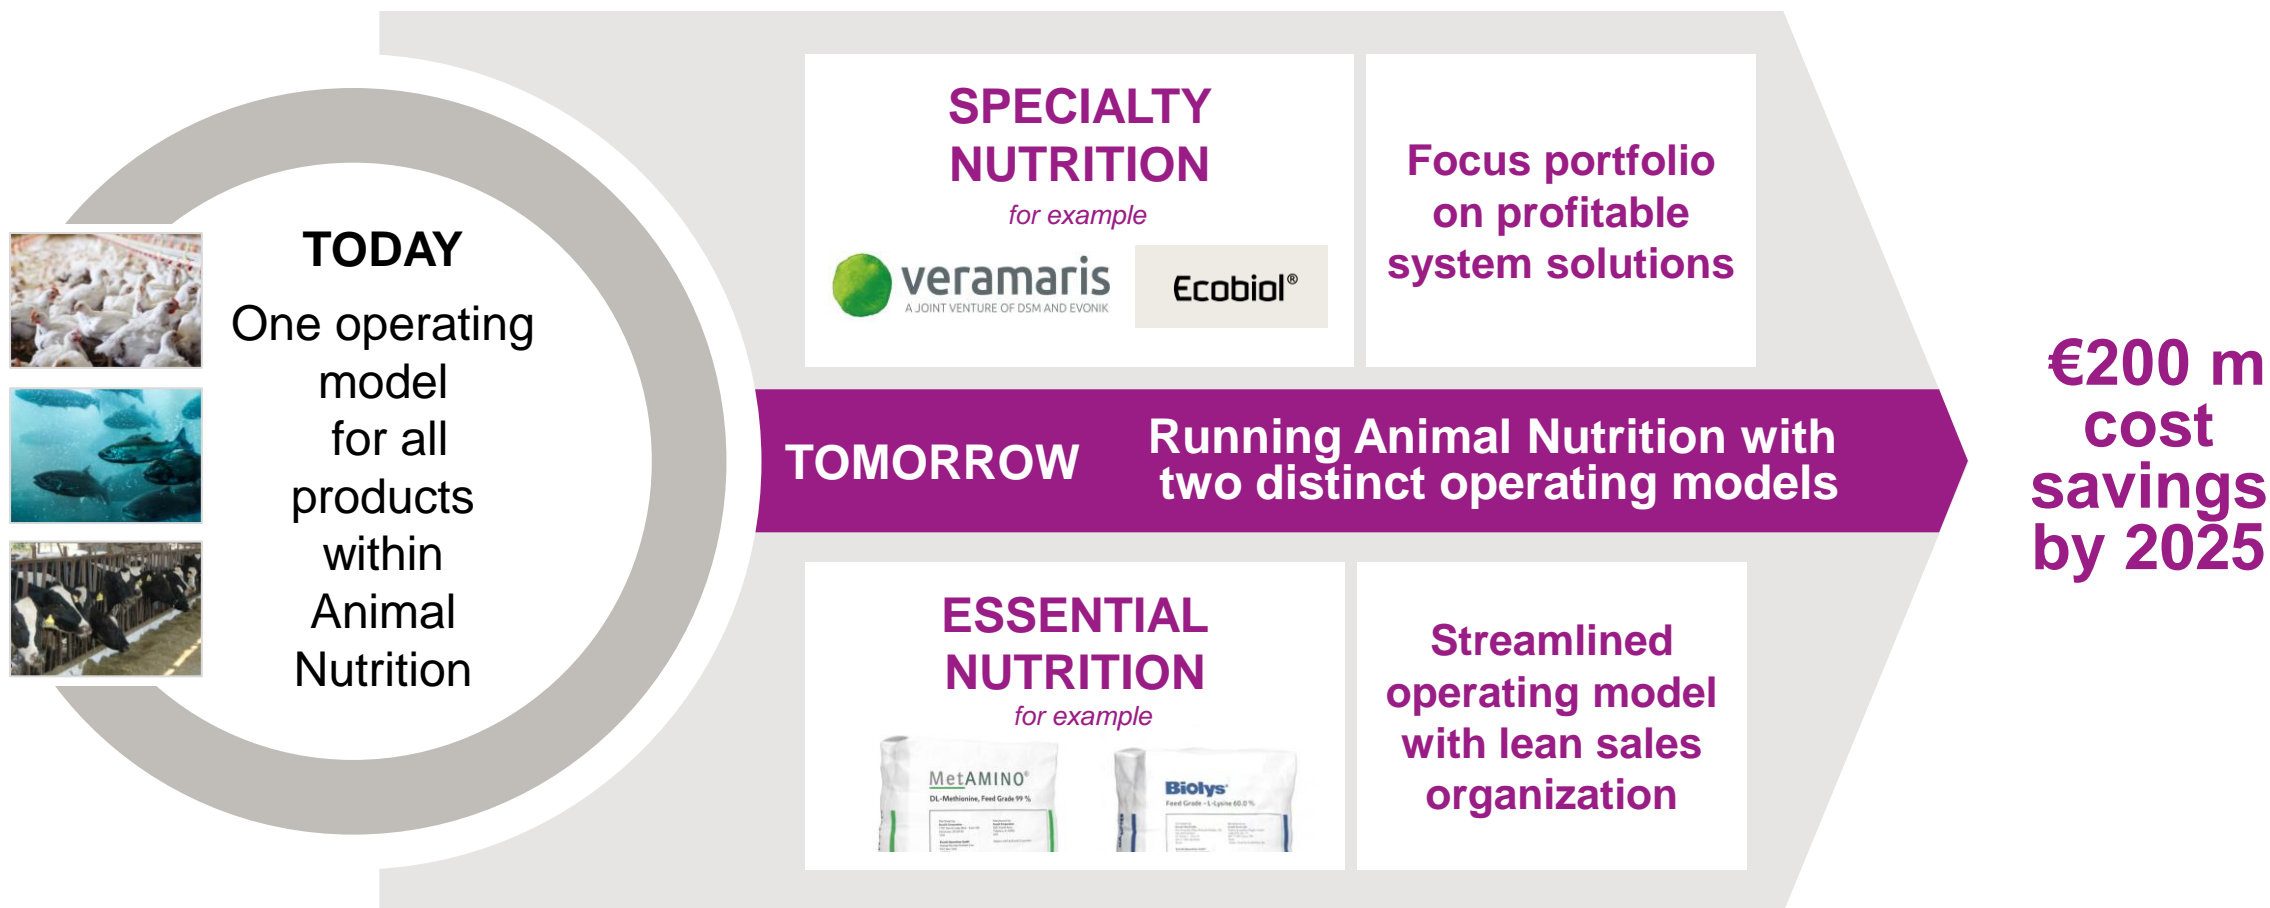 TODAY
One operating
model
for all
products
within
Animal
Nutrition
SPECIALTY
NUTRITION
for example
veramaris
A JOINT VENTURE OF DSM AND EVONIK
Ecobiol®
Focus portfolio
on profitable
system solutions
TOMORROW
Running Animal Nutrition with
two distinct operating models
ESSENTIAL
NUTRITION
for example
MetAMINO®
DL-Methionine, Feed Grade 99 %
Biolys®
Feed Grade - L-Lysine 60.0 %
Streamlined
operating model
with lean sales
organization
€200 m
cost
savings
by 2025